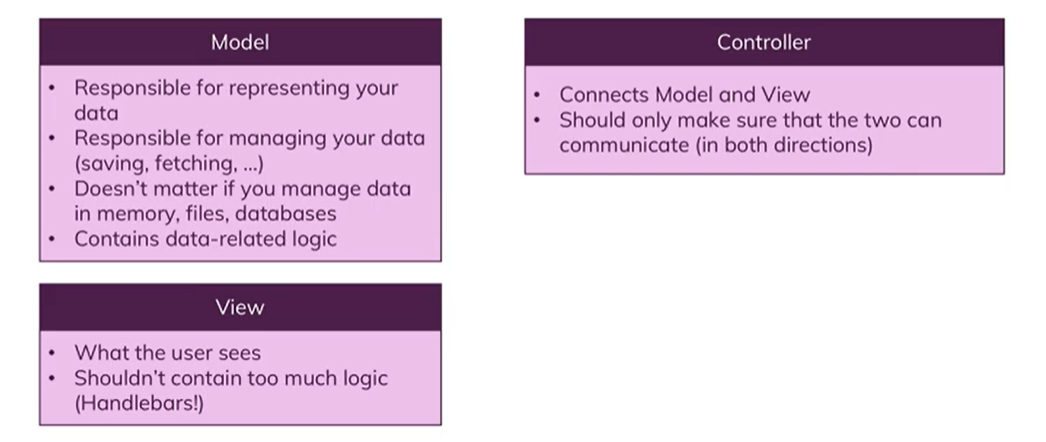 Model
• Responsible for representing your
data
• Responsible for managing your data
(saving, fetching, ...)
• Doesn't matter if you manage data
in memory, files, databases
• Contains data-related logic
Controller
• Connects Model and View
• Should only make sure that the two can
communicate (in both directions)
View
• What the user sees
• Shouldn't contain too much logic
(Handlebars!)